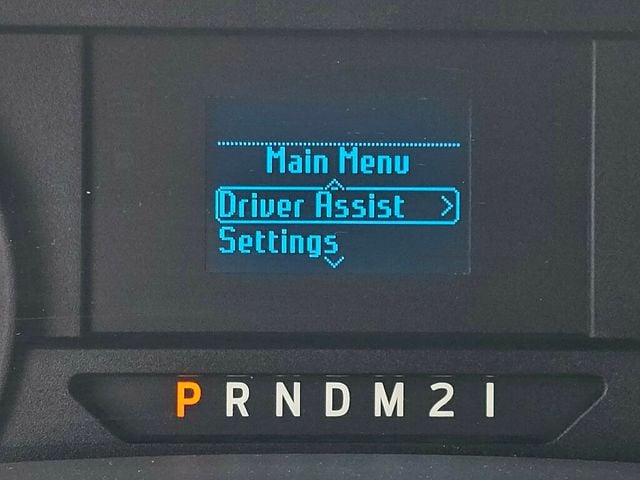 Main Menu
Driver Assist >
Settings
P R N D M 2 1